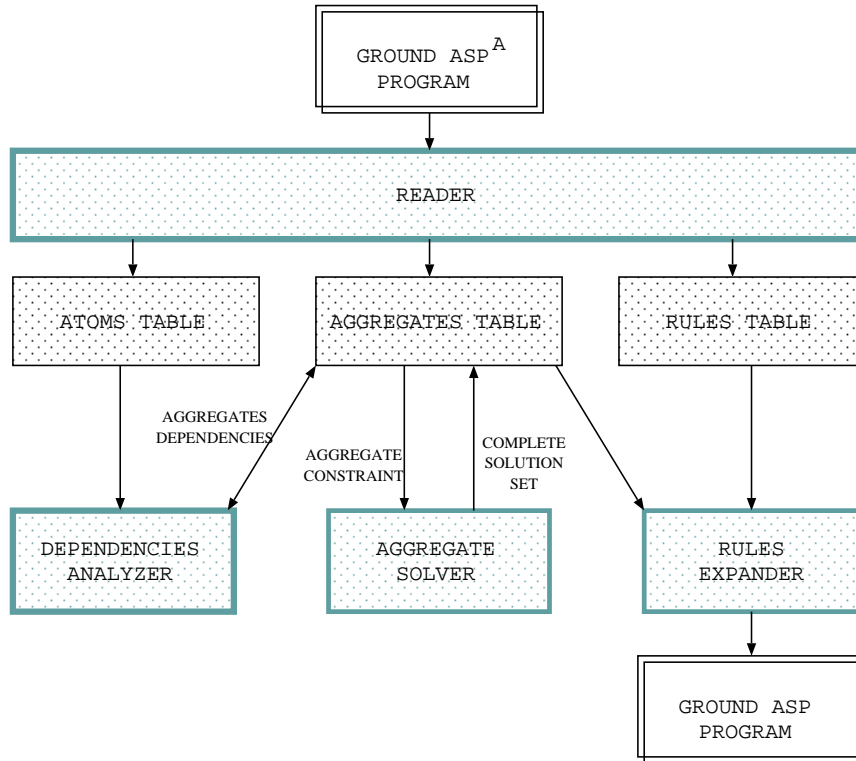 GROUND ASP^A
PROGRAM
READER
ATOMS TABLE
AGGREGATES TABLE
RULES TABLE
AGGREGATES
DEPENDENCIES
AGGREGATE
CONSTRAINT
COMPLETE
SOLUTION
SET
DEPENDENCIES
ANALYZER
AGGREGATE
SOLVER
RULES
EXPANDER
GROUND ASP
PROGRAM